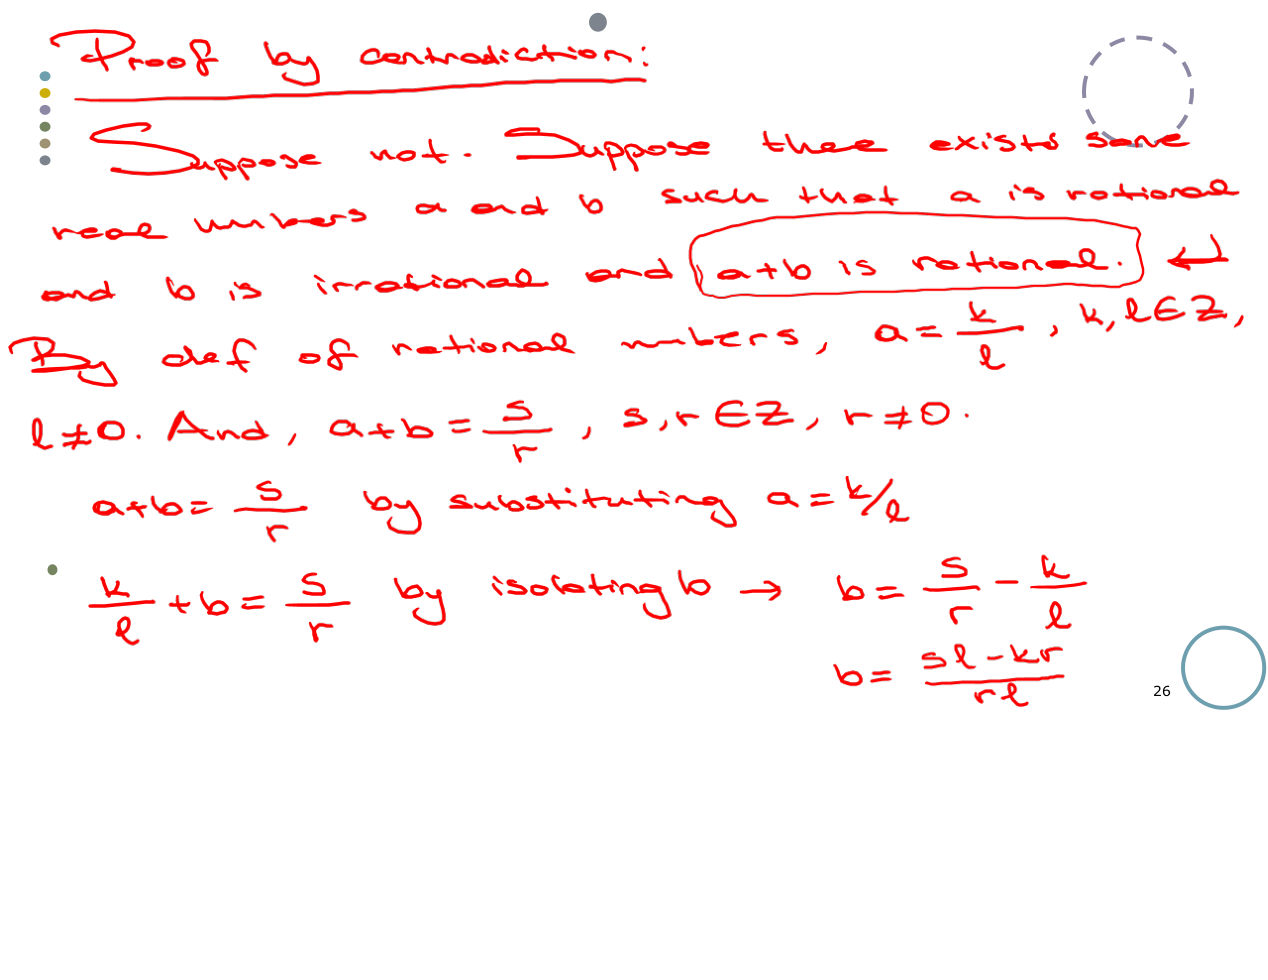 Proof by contradiction:
Suppose not. Suppose there exists some
real numbers a and b such that a is rational
and b is irrational and a+b is rational. ↵
By def of rational numbers, a = k/l, k, l ∈ Z,
l ≠ 0. And, a+b = s/r, s, r ∈ Z, r ≠ 0.
a+b = s/r by substituting a = k/l
k/l + b = s/r by isolating b → b = s/r − k/l
b = (sl − kr)/rl
26